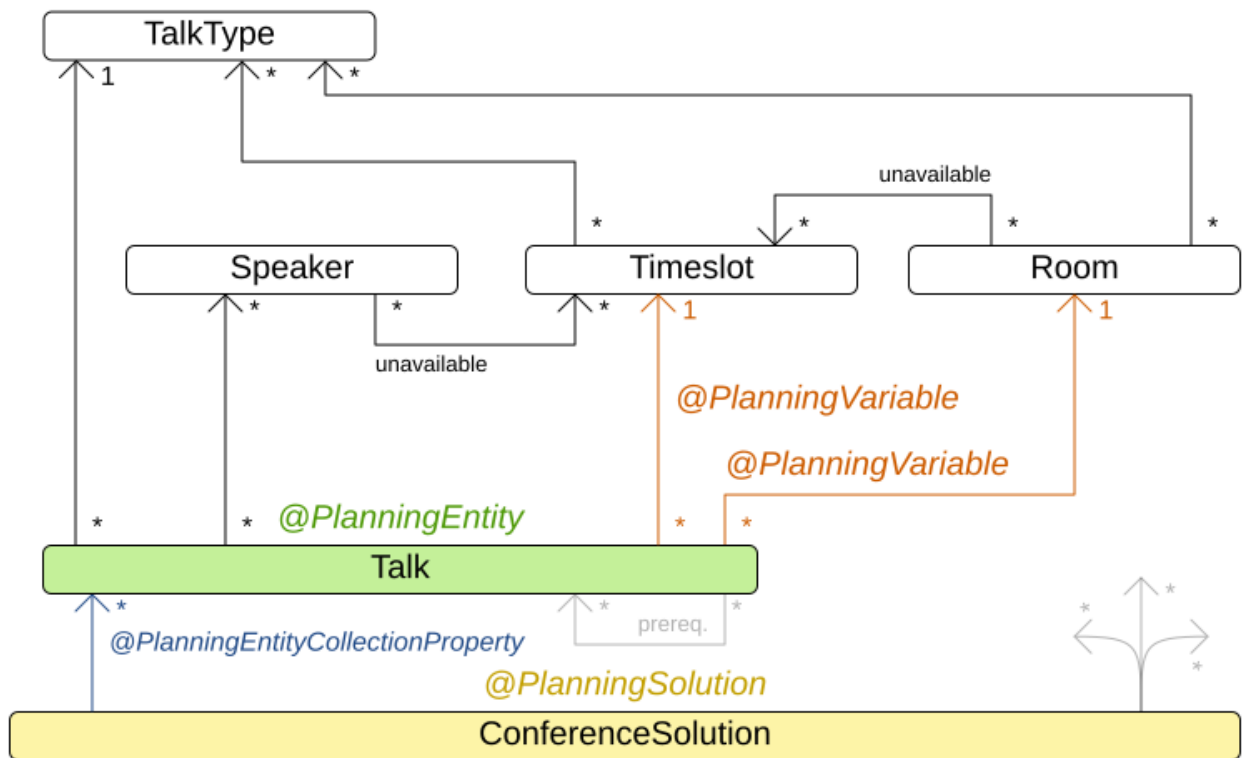 TalkType
1 * *
unavailable
* * * *
Speaker Timeslot Room
* * * 1 1
unavailable
@PlanningVariable
@PlanningVariable
@PlanningEntity
* * * *
Talk
* * * *
prereq. *
@PlanningEntityCollectionProperty
*
@PlanningSolution
ConferenceSolution